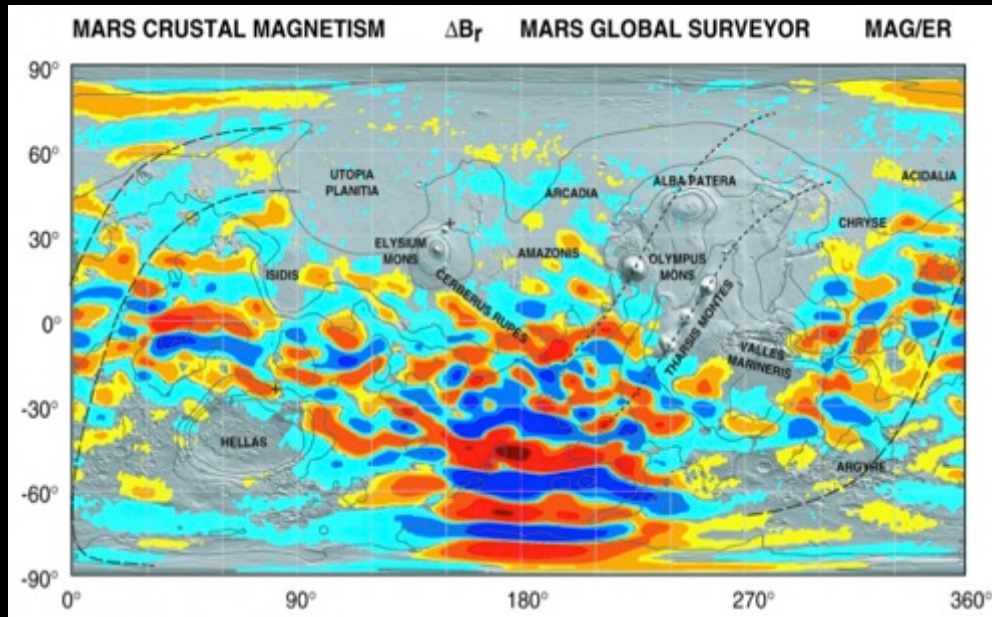 MARS CRUSTAL MAGNETISM ΔBr MARS GLOBAL SURVEYOR MAG/ER
90°
60°
30°
0°
-30°
-60°
-90°
0°
90°
180°
270°
360°
UTOPIA
PLANITIA
ARCADIA
ALBA PATERA
ACIDALIA
CHRYSE
ELYSIUM
MONS
AMAZONIS
OLYMPUS
MONS
ISIDIS
CERBERUS RUPES
THARSIS MONTES
VALLES
MARINERIS
HELLAS
ARGYRE